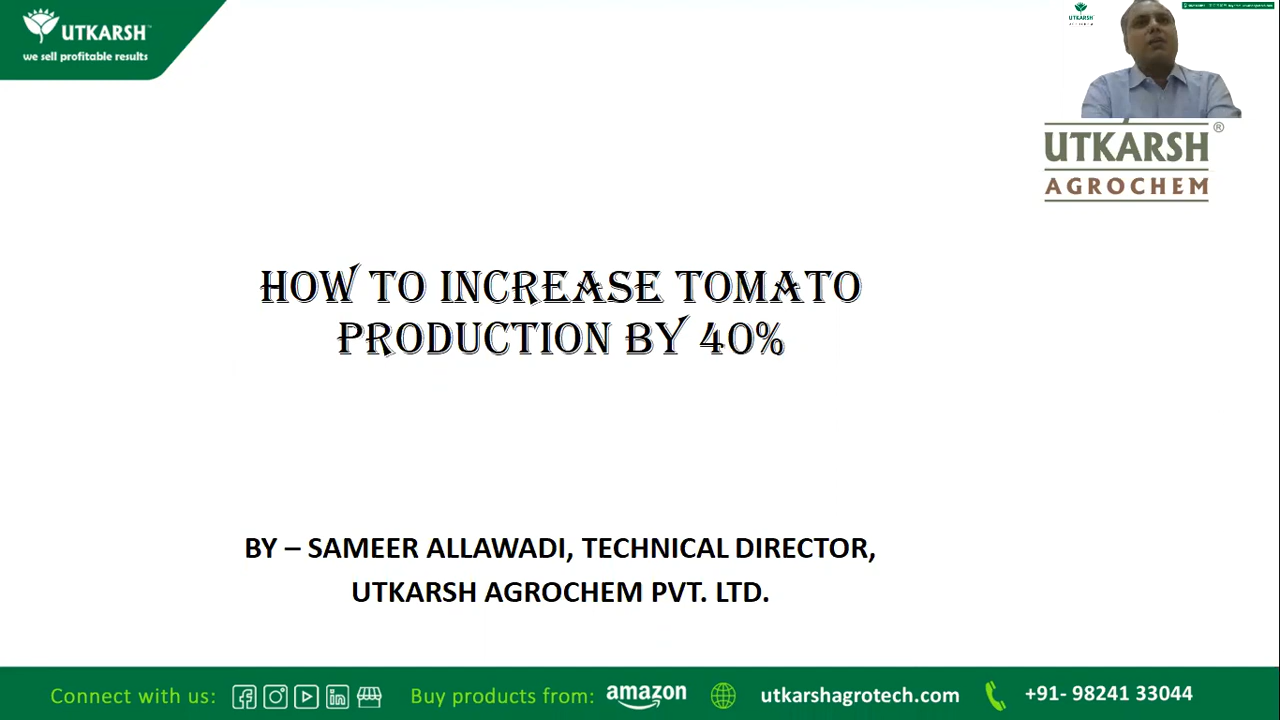 UTKARSH™
we sell profitable results
UTKARSH
AGROCHEM
®
HOW TO INCREASE TOMATO
PRODUCTION BY 40%
BY – SAMEER ALLAWADI, TECHNICAL DIRECTOR,
UTKARSH AGROCHEM PVT. LTD.
Connect with us: Buy products from: amazon utkarshagrotech.com +91- 98241 33044